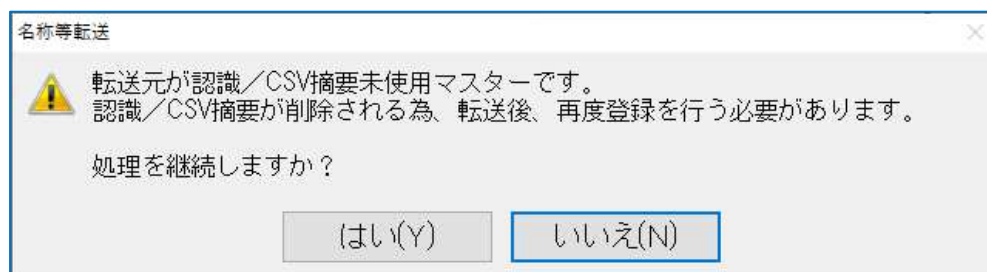 名称等転送
転送元が認識／CSV摘要未使用マスターです。
認識／CSV摘要が削除される為、転送後、再度登録を行う必要があります。
処理を継続しますか？
はい(Y)
いいえ(N)